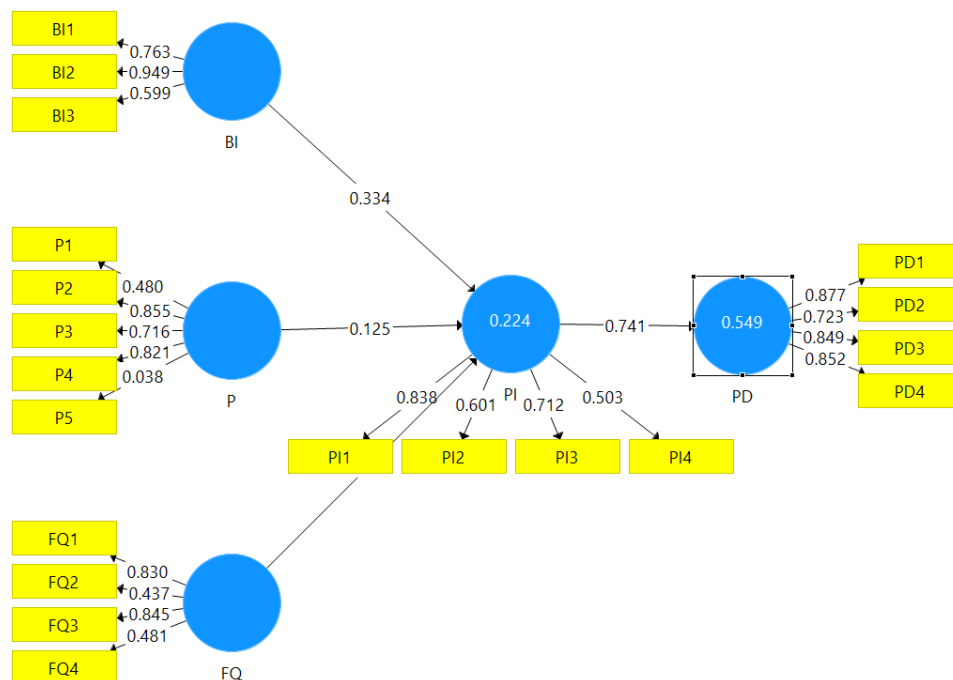 BI1
BI2
BI3
0.763
0.949
0.599
BI
0.334
P1
P2
P3
P4
P5
0.480
0.855
0.716
0.821
0.038
P
0.125
0.224
PI
0.741
0.549
PD
0.877
0.723
0.849
0.852
PD1
PD2
PD3
PD4
0.838
0.601
0.712
0.503
PI1
PI2
PI3
PI4
FQ1
FQ2
FQ3
FQ4
0.830
0.437
0.845
0.481
FQ